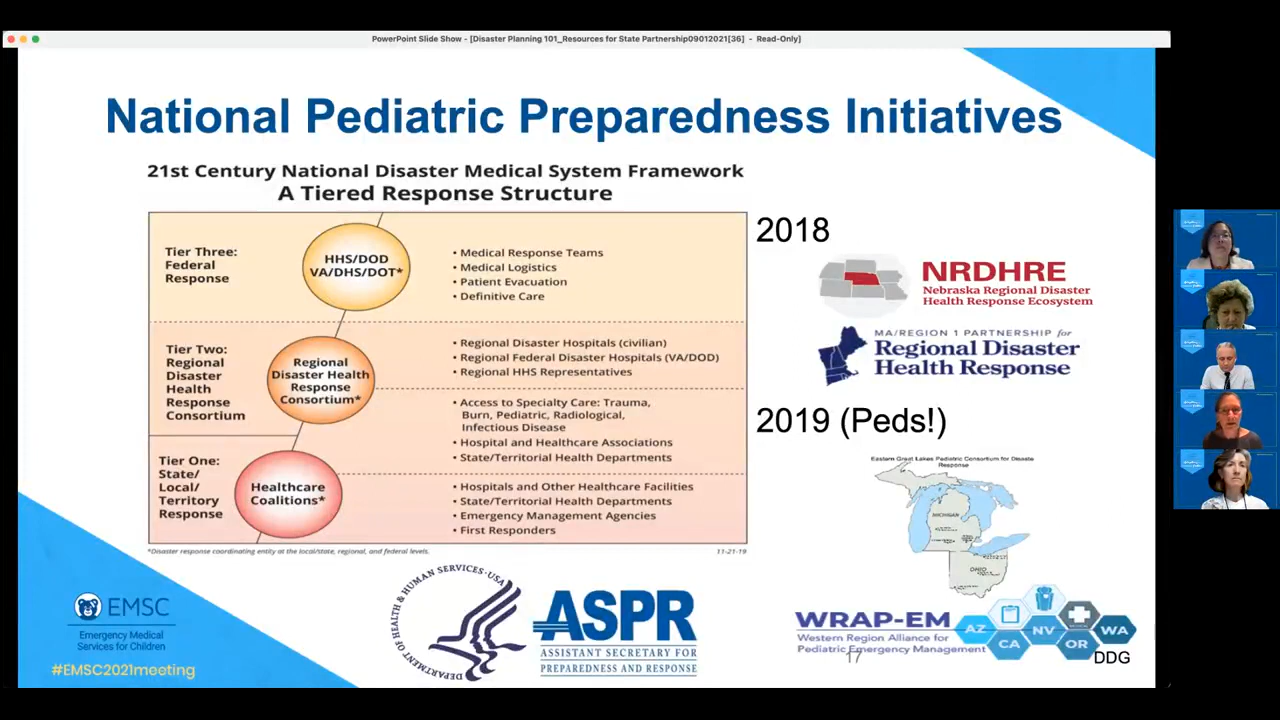 PowerPoint Slide Show - [Disaster Planning 101_Resources for State Partnership09012021[36] - Read-Only]
National Pediatric Preparedness Initiatives
21st Century National Disaster Medical System Framework
A Tiered Response Structure
Tier Three:
Federal
Response
HHS/DOD
VA/DHS/DOT*
• Medical Response Teams
• Medical Logistics
• Patient Evacuation
• Definitive Care
Tier Two:
Regional
Disaster
Health
Response
Consortium
Regional
Disaster Health
Response
Consortium*
• Regional Disaster Hospitals (civilian)
• Regional Federal Disaster Hospitals (VA/DOD)
• Regional HHS Representatives
• Access to Specialty Care: Trauma,
Burn, Pediatric, Radiological,
Infectious Disease
• Hospital and Healthcare Associations
• State/Territorial Health Departments
Tier One:
State/
Local/
Territory
Response
Healthcare
Coalitions*
• Hospitals and Other Healthcare Facilities
• State/Territorial Health Departments
• Emergency Management Agencies
• First Responders
*Disaster response coordinating entity at the local/state, regional, and federal levels.
11-21-19
2018
NRDHRE
Nebraska Regional Disaster
Health Response Ecosystem
MA/REGION 1 PARTNERSHIP for
Regional Disaster
Health Response
2019 (Peds!)
Eastern Great Lakes Pediatric Consortium for Disaster
Response
MICHIGAN
OHIO
WRAP-EM
Western Region Alliance for
Pediatric Emergency Management
AZ
CA
NV
OR
WA
17
DDG
DEPARTMENT OF HEALTH & HUMAN SERVICES·USA
ASPR
ASSISTANT SECRETARY FOR
PREPAREDNESS AND RESPONSE
EMSC
Emergency Medical
Services for Children
#EMSC2021meeting